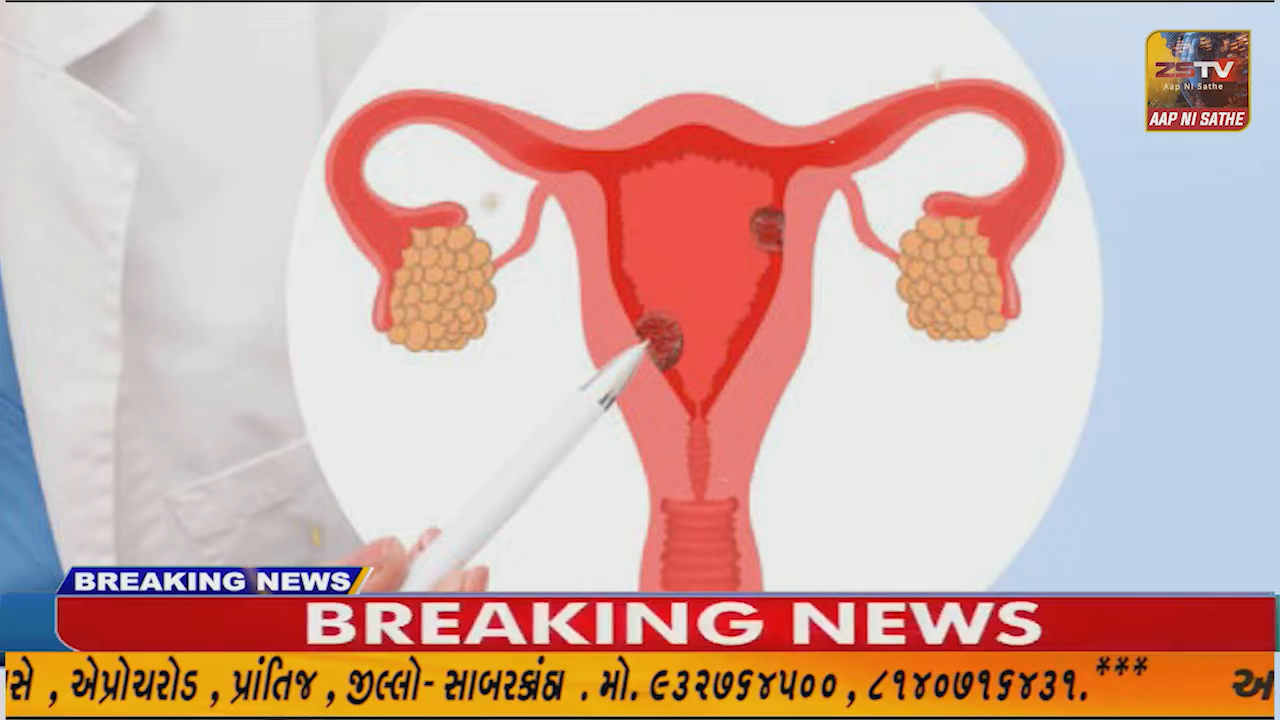 ZSTV
Aap Ni Sathe
AAP NI SATHE
BREAKING NEWS
BREAKING NEWS
સે , એપ્રોચરોડ , પ્રાંતિજ , જીલ્લો- સાબરકાંઠા . મો. ૯૩૨૭૬૪૫૦૦ , ૮૧૪૦૭૧૬૪૩૧.*** અ